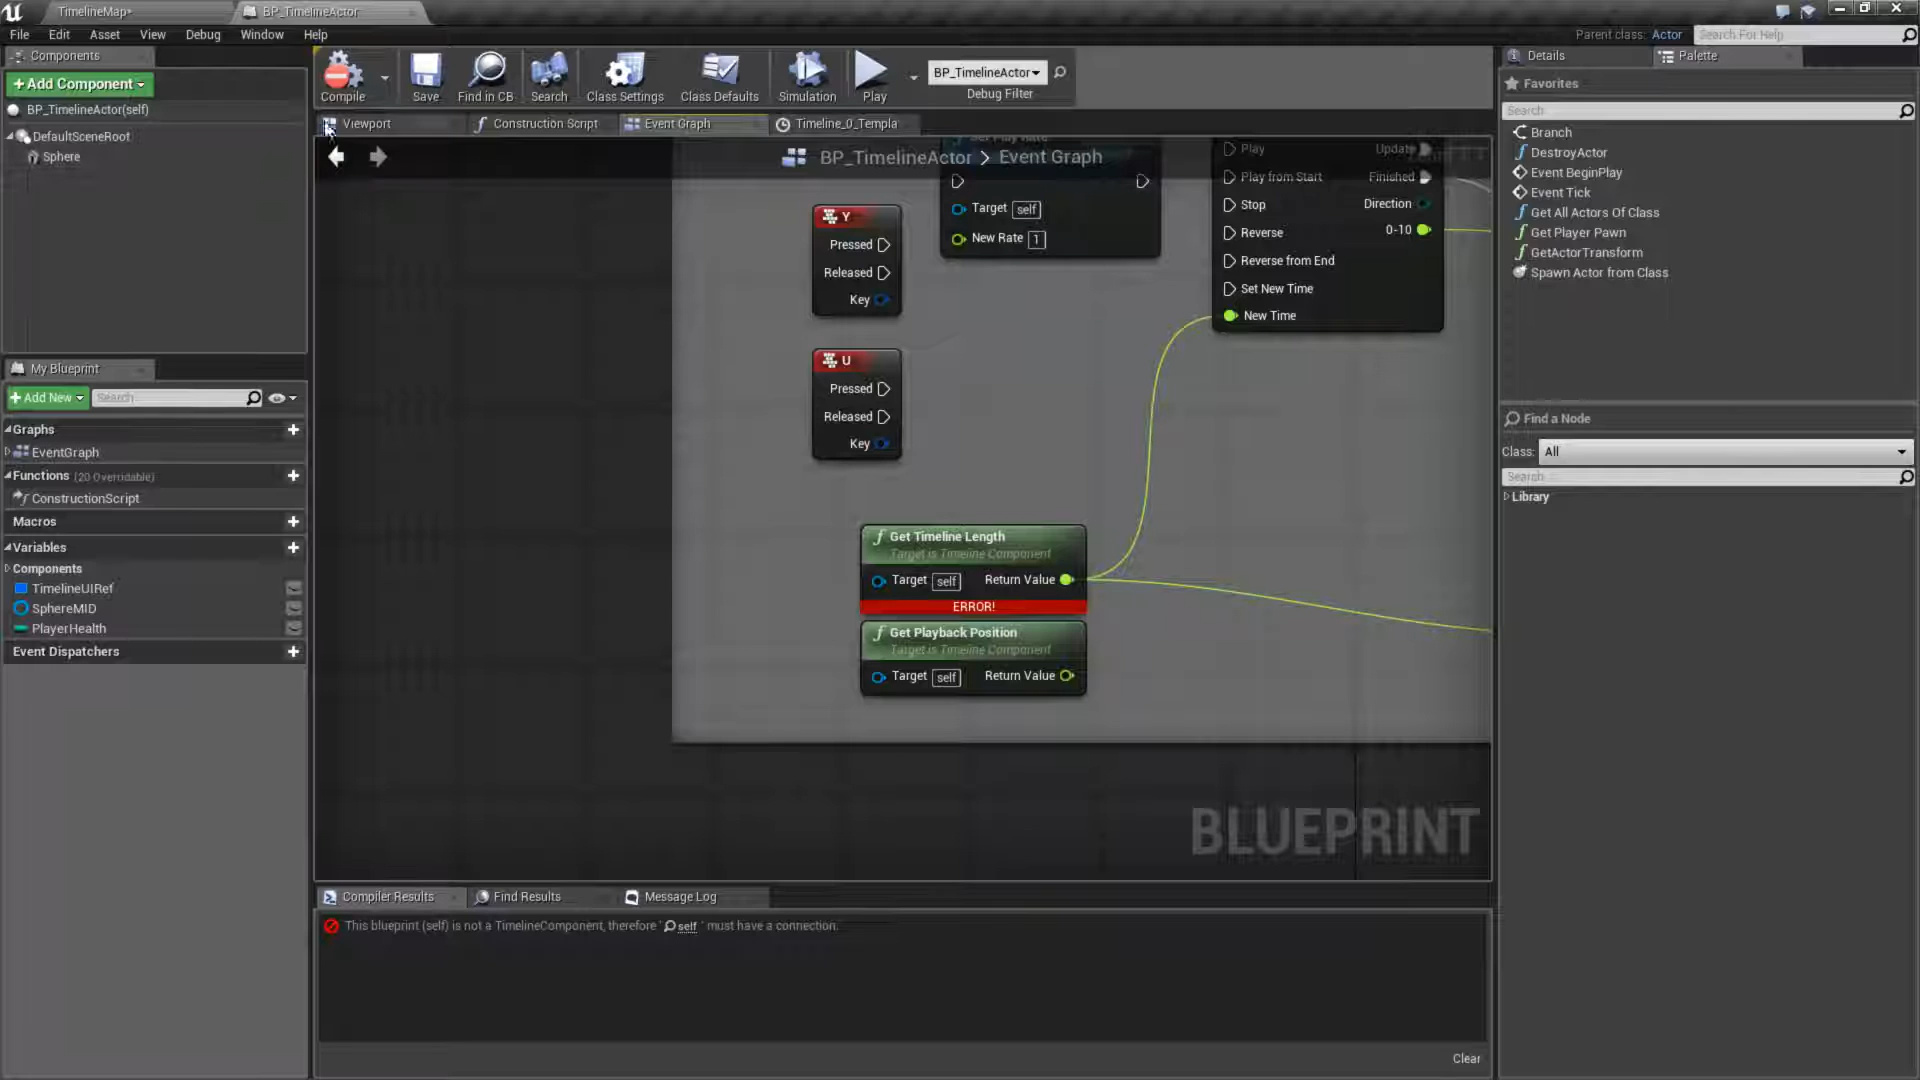 TimelineMap*
BP_TimelineActor
File Edit Asset View Debug Window Help
Parent class: Actor
Search For Help
Components
+Add Component
BP_TimelineActor(self)
DefaultSceneRoot
Sphere
Compile
Save
Find in CB
Search
Class Settings
Class Defaults
Simulation
Play
BP_TimelineActor
Debug Filter
Viewport
Construction Script
Event Graph
Timeline_0_Templa
BP_TimelineActor > Event Graph
Target self
New Rate 1
Y
Pressed
Released
Key
U
Pressed
Released
Key
Play
Update
Play from Start
Finished
Stop
Direction
Reverse
0-10
Reverse from End
Set New Time
New Time
Get Timeline Length
Target is Timeline Component
Target self
Return Value
ERROR!
Get Playback Position
Target is Timeline Component
Target self
Return Value
BLUEPRINT
My Blueprint
+Add New
Search
Graphs
EventGraph
Functions (20 Overridable)
ConstructionScript
Macros
Variables
Components
TimelineUIRef
SphereMID
PlayerHealth
Event Dispatchers
Compiler Results
Find Results
Message Log
This blueprint (self) is not a TimelineComponent, therefore ' self ' must have a connection.
Clear
Details
Palette
Favorites
Search
Branch
DestroyActor
Event BeginPlay
Event Tick
Get All Actors Of Class
Get Player Pawn
GetActorTransform
Spawn Actor from Class
Find a Node
Class: All
Search
Library